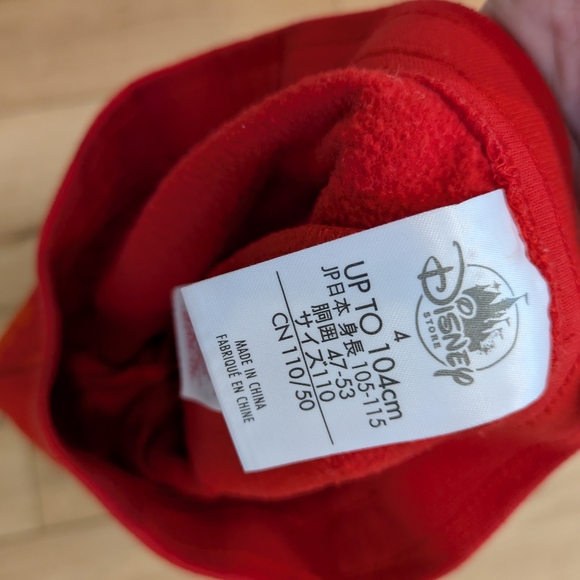 Disney
STORE
4
UP TO 104cm
JP日本 身長 105-115
胴囲 47-53
サイズ110
CN 110/50
MADE IN CHINA
FABRIQUÉ EN CHINE